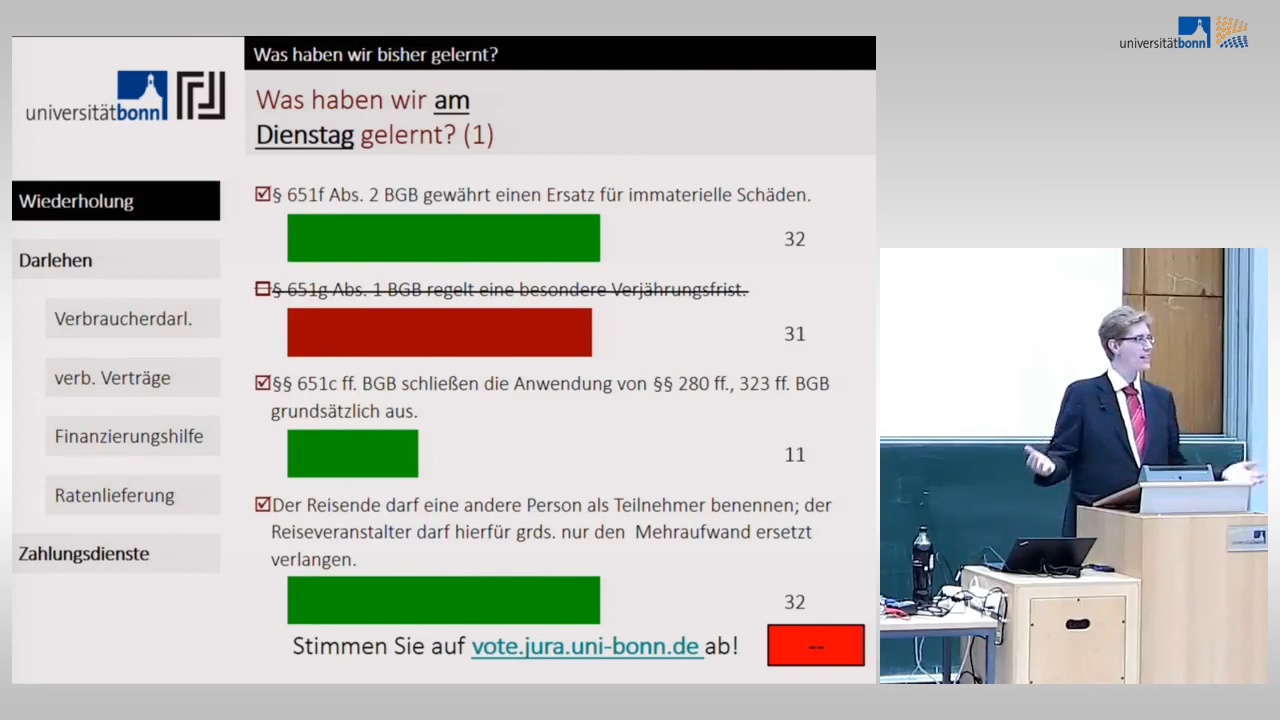 universitätbonn
Was haben wir bisher gelernt?
universitätbonn
Was haben wir am
Dienstag gelernt? (1)
Wiederholung
Darlehen
Verbraucherdarl.
verb. Verträge
Finanzierungshilfe
Ratenlieferung
Zahlungsdienste
§ 651f Abs. 2 BGB gewährt einen Ersatz für immaterielle Schäden.
32
§ 651g Abs. 1 BGB regelt eine besondere Verjährungsfrist.
31
§§ 651c ff. BGB schließen die Anwendung von §§ 280 ff., 323 ff. BGB
grundsätzlich aus.
11
Der Reisende darf eine andere Person als Teilnehmer benennen; der
Reiseveranstalter darf hierfür grds. nur den Mehraufwand ersetzt
verlangen.
32
Stimmen Sie auf vote.jura.uni-bonn.de ab!
--